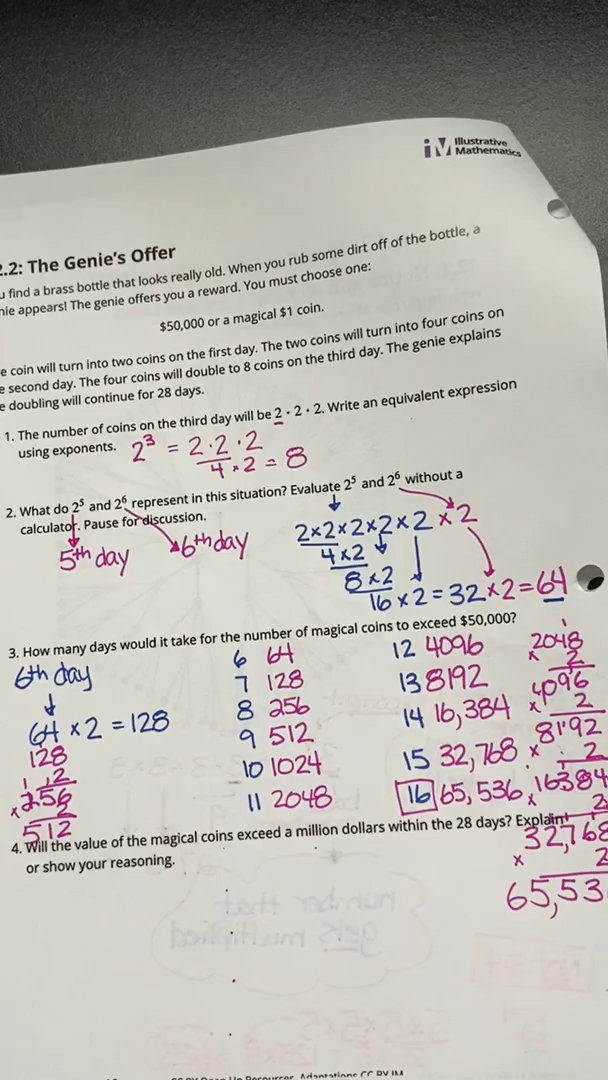 Illustrative
Mathematics
2.2: The Genie's Offer
u find a brass bottle that looks really old. When you rub some dirt off of the bottle, a
nie appears! The genie offers you a reward. You must choose one:
$50,000 or a magical $1 coin.
e coin will turn into two coins on the first day. The two coins will turn into four coins on
e second day. The four coins will double to 8 coins on the third day. The genie explains
e doubling will continue for 28 days.
1. The number of coins on the third day will be 2 · 2 · 2. Write an equivalent expression
using exponents. 2³ = 2·2·2
4×2=8
2. What do 2⁵ and 2⁶ represent in this situation? Evaluate 2⁵ and 2⁶ without a
calculator. Pause for discussion.
5th day 6th day
2×2×2×2×2×2
4×2
8×2
16×2=32×2=64
3. How many days would it take for the number of magical coins to exceed $50,000?
6th day
64×2=128
128
×2
256
×2
512
6 64
7 128
8 256
9 512
10 1024
11 2048
12 4096
13 8192
14 16,384
15 32,768
16 65,536
2048
× 2
4096
× 2
8192
× 2
16384
× 2
32,768
× 2
65,53
4. Will the value of the magical coins exceed a million dollars within the 28 days? Explain
or show your reasoning.
number that
gets multiplied
Adaptations CC BY IM